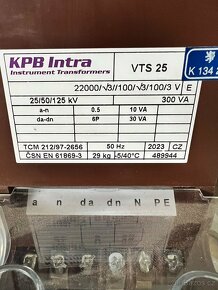 KPB Intra
Instrument Transformers
VTS 25
22000/√3//100/√3/100/3 V E
25/50/125 kV 300 VA
a-n 0.5 10 VA
da-dn 6P 30 VA
TCM 212/97-2656 50 Hz 2023 CZ
ČSN EN 61869-3 29 kg -5/40°C 489944
K 134
a n da dn N PE